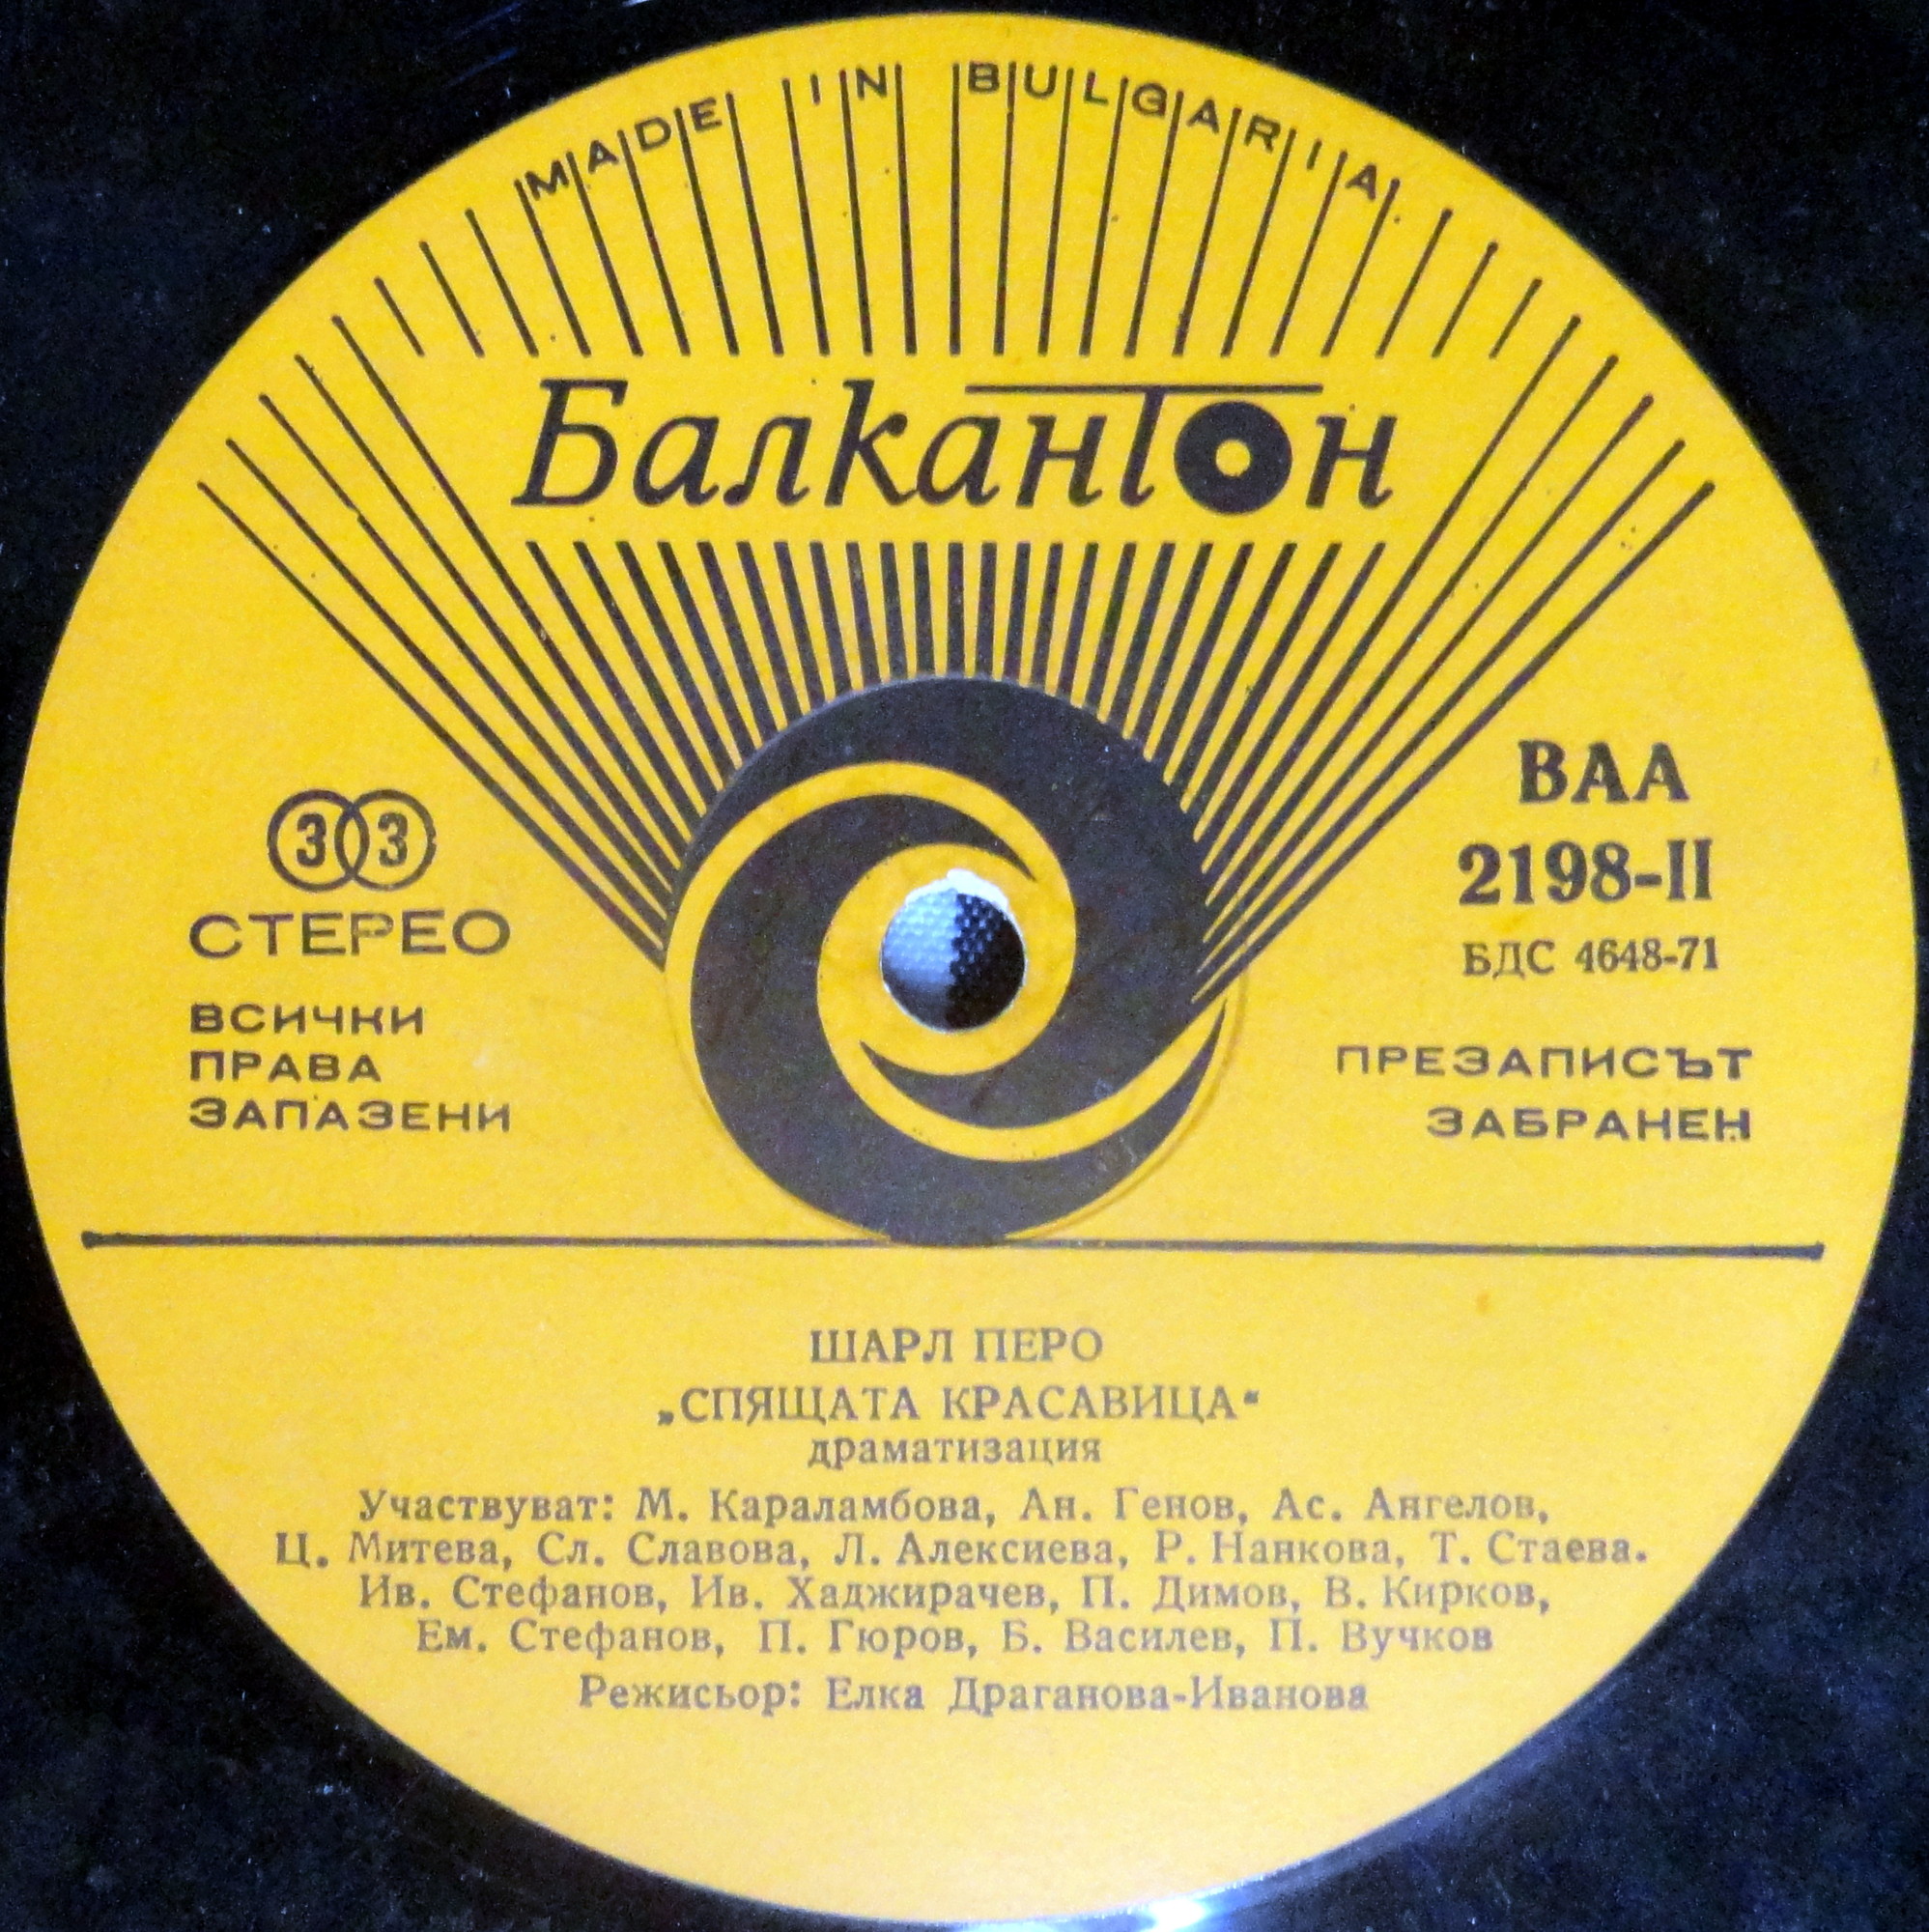 MADE IN BULGARIA
Балкантон
33
СТЕРЕО
ВСИЧКИ
ПРАВА
ЗАПАЗЕНИ
ВАА
2198-II
БДС 4648-71
ПРЕЗАПИСЪТ
ЗАБРАНЕН
ШАРЛ ПЕРО
„СПЯЩАТА КРАСАВИЦА“
драматизация
Участвуват: М. Караламбова, Ан. Генов, Ас. Ангелов,
Ц. Митева, Сл. Славова, Л. Алексиева, Р. Нанкова, Т. Стаева.
Ив. Стефанов, Ив. Хаджирачев, П. Димов, В. Кирков,
Ем. Стефанов, П. Гюров, Б. Василев, П. Вучков
Режисьор: Елка Драганова-Иванова